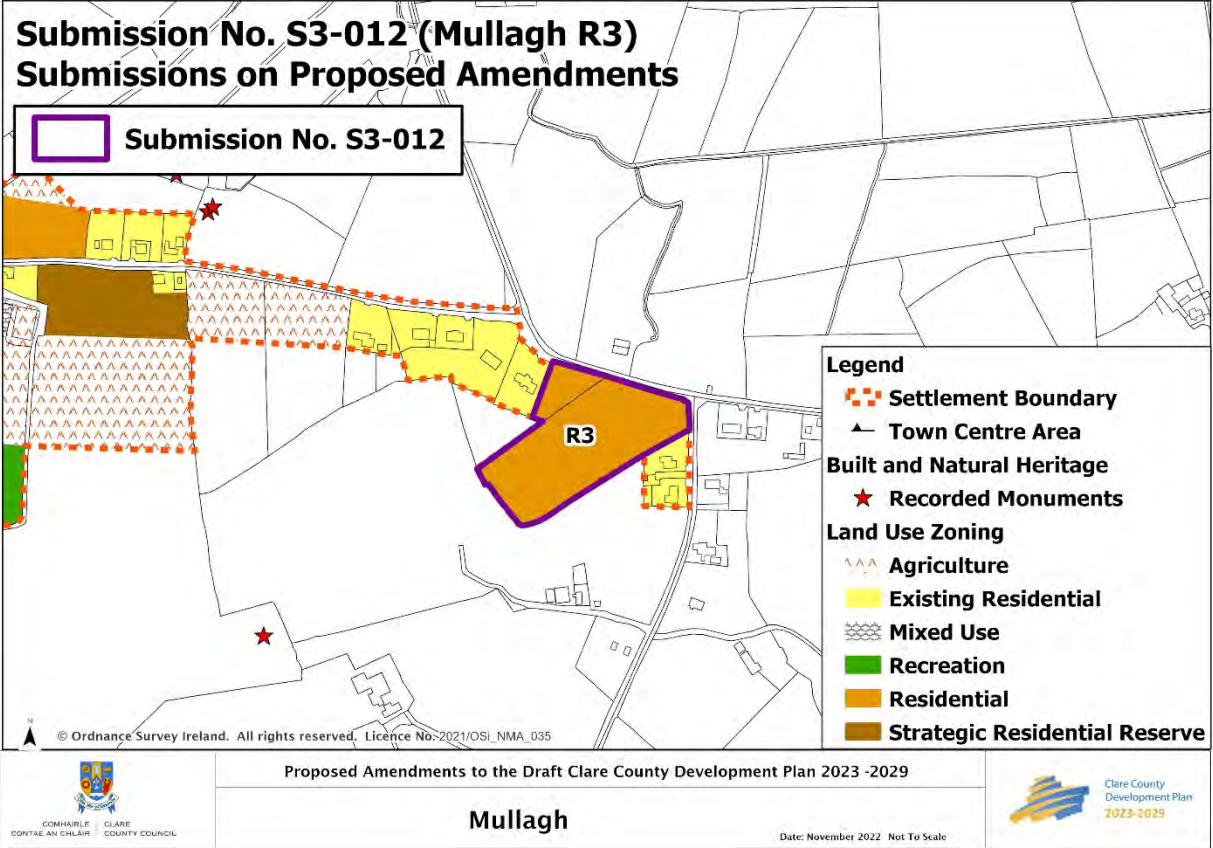 Submission No. S3-012 (Mullagh R3)
Submissions on Proposed Amendments
Submission No. S3-012
R3
Legend
Settlement Boundary
Town Centre Area
Built and Natural Heritage
Recorded Monuments
Land Use Zoning
Agriculture
Existing Residential
Mixed Use
Recreation
Residential
Strategic Residential Reserve
N
© Ordnance Survey Ireland. All rights reserved. Licence No. 2021/OSi_NMA_035
COMHAIRLE CONTAE AN CHLÁIR
CLARE COUNTY COUNCIL
Proposed Amendments to the Draft Clare County Development Plan 2023 -2029
Mullagh
Date: November 2022 Not To Scale
Clare County
Development Plan
2023-2029